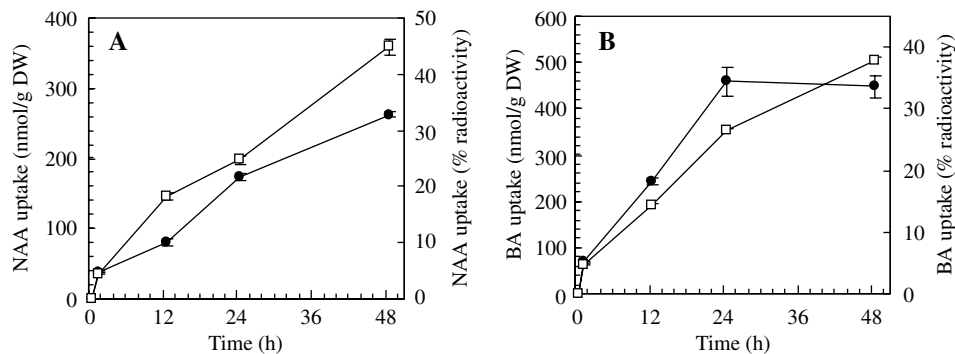 A
NAA uptake (nmol/g DW)
400
300
200
100
0
50
40
30
20
10
0
NAA uptake (% radioactivity)
0 12 24 36 48
Time (h)
B
BA uptake (nmol/g DW)
600
500
400
300
200
100
0
40
30
20
10
0
BA uptake (% radioactivity)
0 12 24 36 48
Time (h)